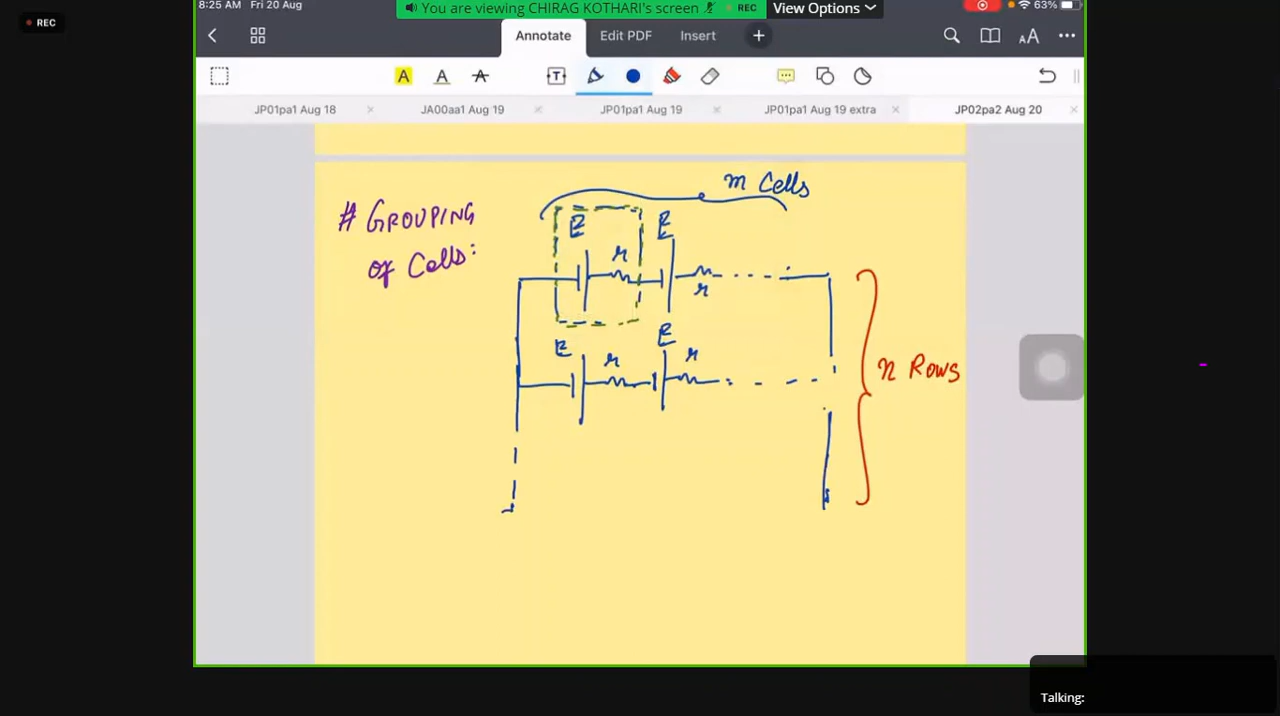 8:25 AM Fri 20 Aug
You are viewing CHIRAG KOTHARI's screen
REC
View Options
63%
REC
Annotate
Edit PDF
Insert
AA
A A A T
JP01pa1 Aug 18
JA00aa1 Aug 19
JP01pa1 Aug 19
JP01pa1 Aug 19 extra
JP02pa2 Aug 20
m Cells
# GROUPING
of Cells:
E E
r
r
E
E r r
n Rows
Talking: